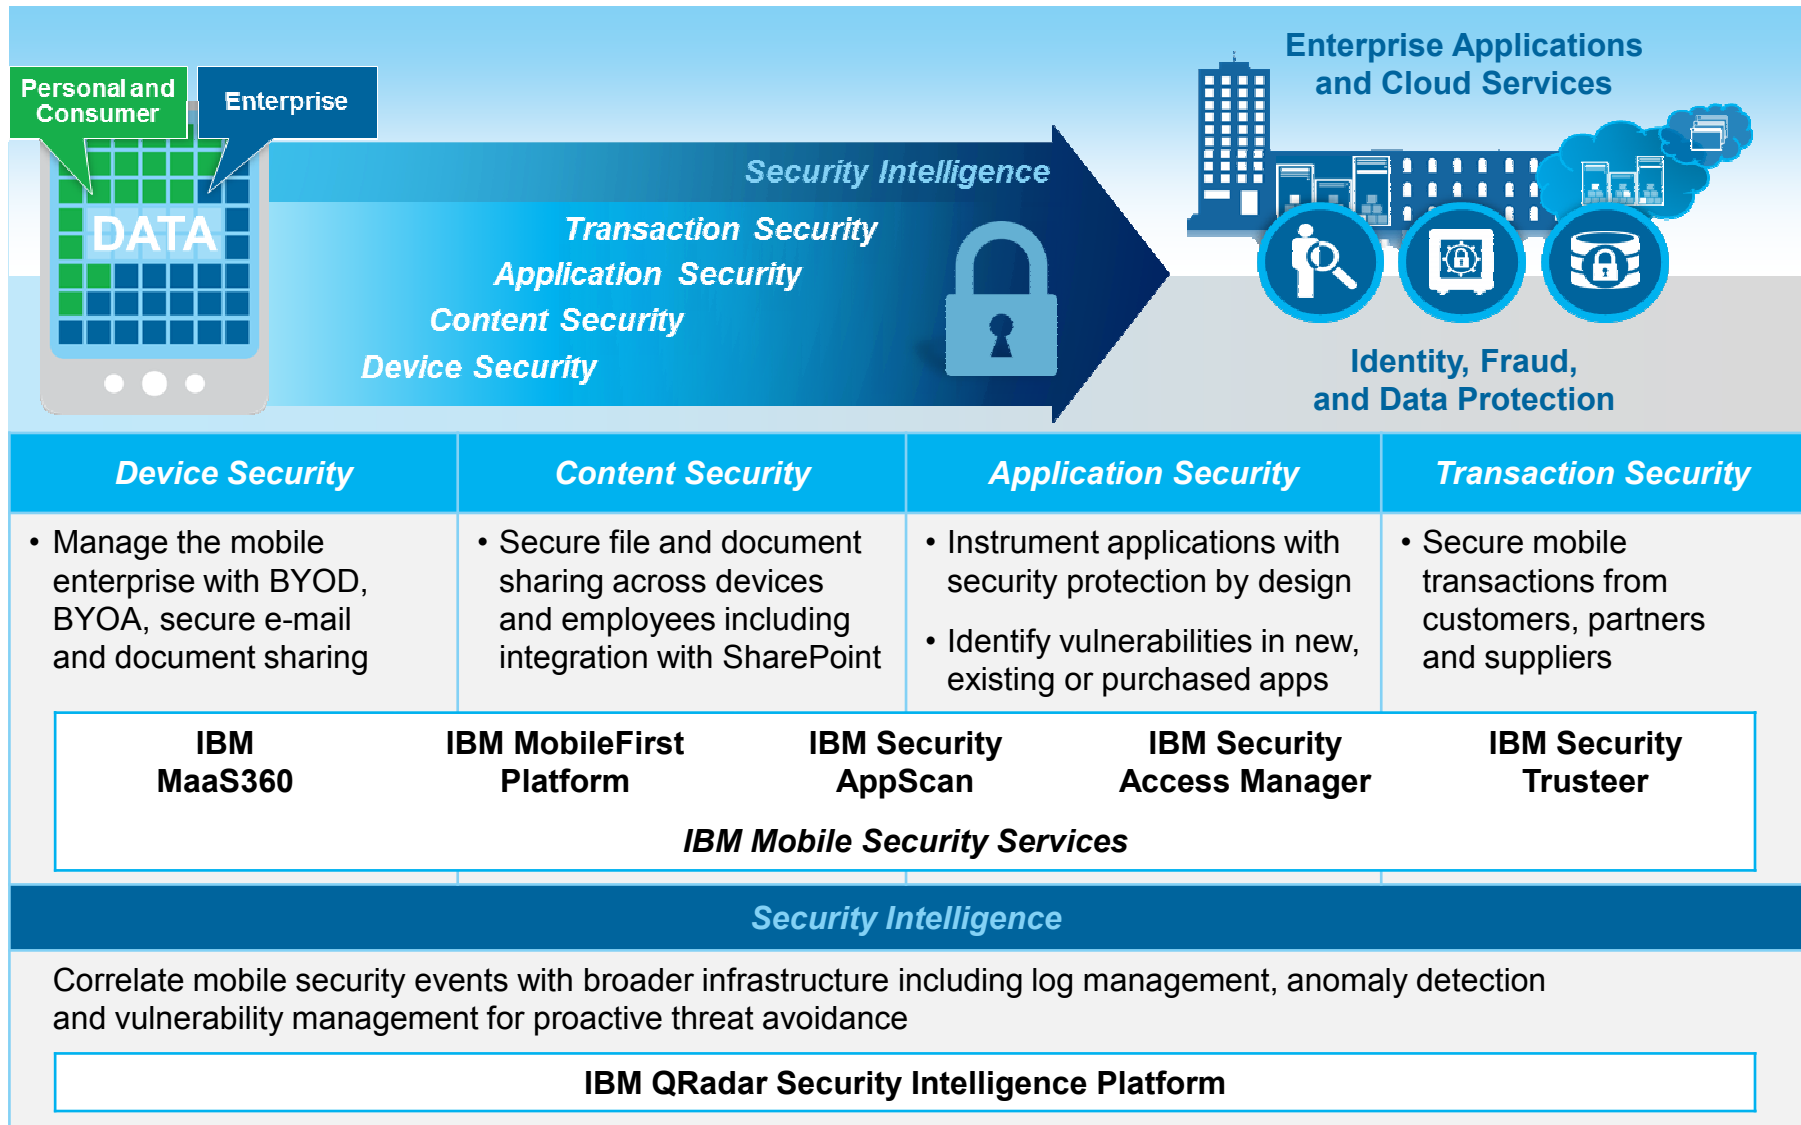 Personal and
Consumer
Enterprise
DATA
Security Intelligence
Transaction Security
Application Security
Content Security
Device Security
Enterprise Applications
and Cloud Services
Identity, Fraud,
and Data Protection
Device Security
Content Security
Application Security
Transaction Security
• Manage the mobile
enterprise with BYOD,
BYOA, secure e-mail
and document sharing
• Secure file and document
sharing across devices
and employees including
integration with SharePoint
• Instrument applications with
security protection by design
• Identify vulnerabilities in new,
existing or purchased apps
• Secure mobile
transactions from
customers, partners
and suppliers
IBM
MaaS360
IBM MobileFirst
Platform
IBM Security
AppScan
IBM Security
Access Manager
IBM Security
Trusteer
IBM Mobile Security Services
Security Intelligence
Correlate mobile security events with broader infrastructure including log management, anomaly detection
and vulnerability management for proactive threat avoidance
IBM QRadar Security Intelligence Platform